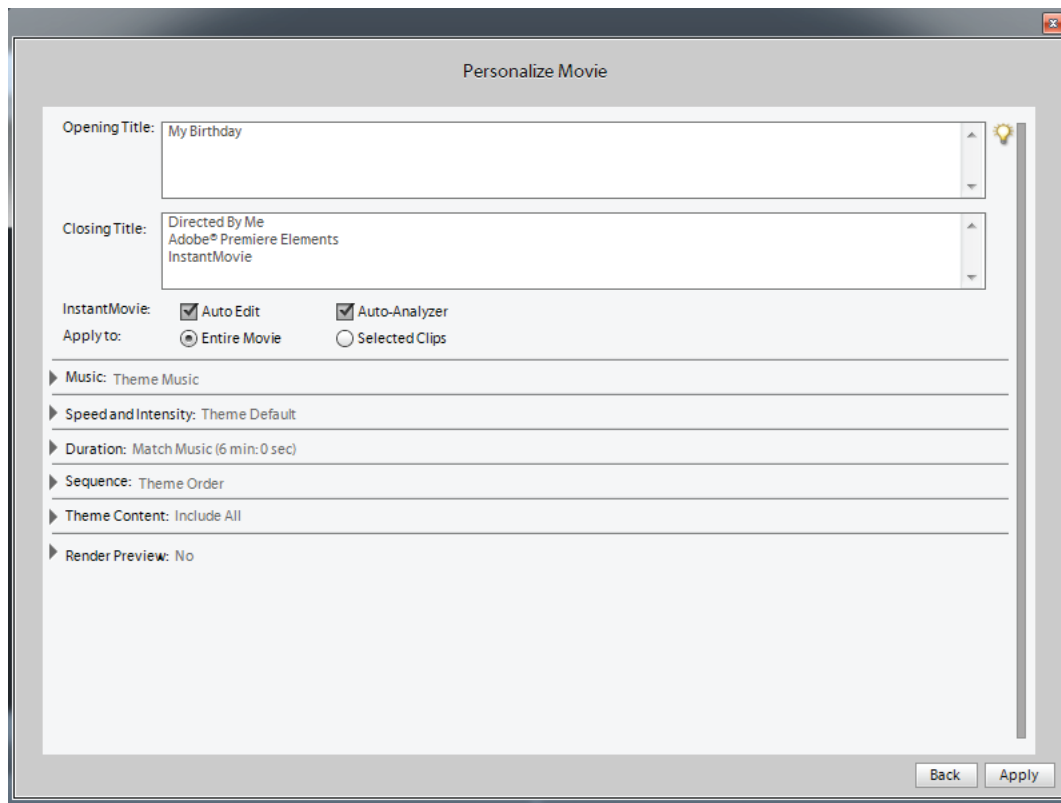 Personalize Movie
Opening Title: My Birthday
Closing Title: Directed By Me
Adobe® Premiere Elements
InstantMovie
InstantMovie: Auto Edit Auto-Analyzer
Apply to: Entire Movie Selected Clips
Music: Theme Music
Speed and Intensity: Theme Default
Duration: Match Music (6 min: 0 sec)
Sequence: Theme Order
Theme Content: Include All
Render Preview: No
Back Apply